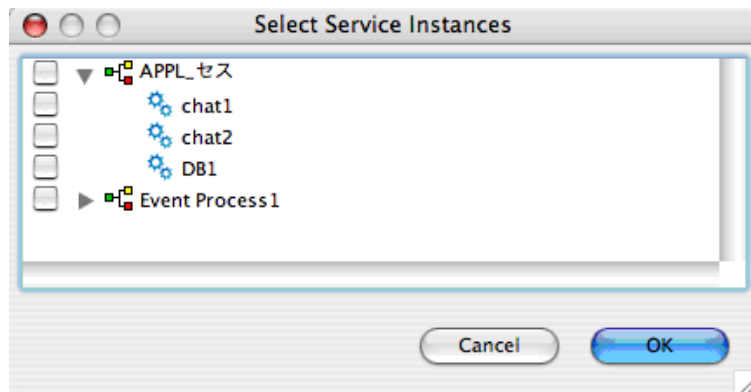 Select Service Instances
APPL_セス
chat1
chat2
DB1
Event Process1
Cancel
OK